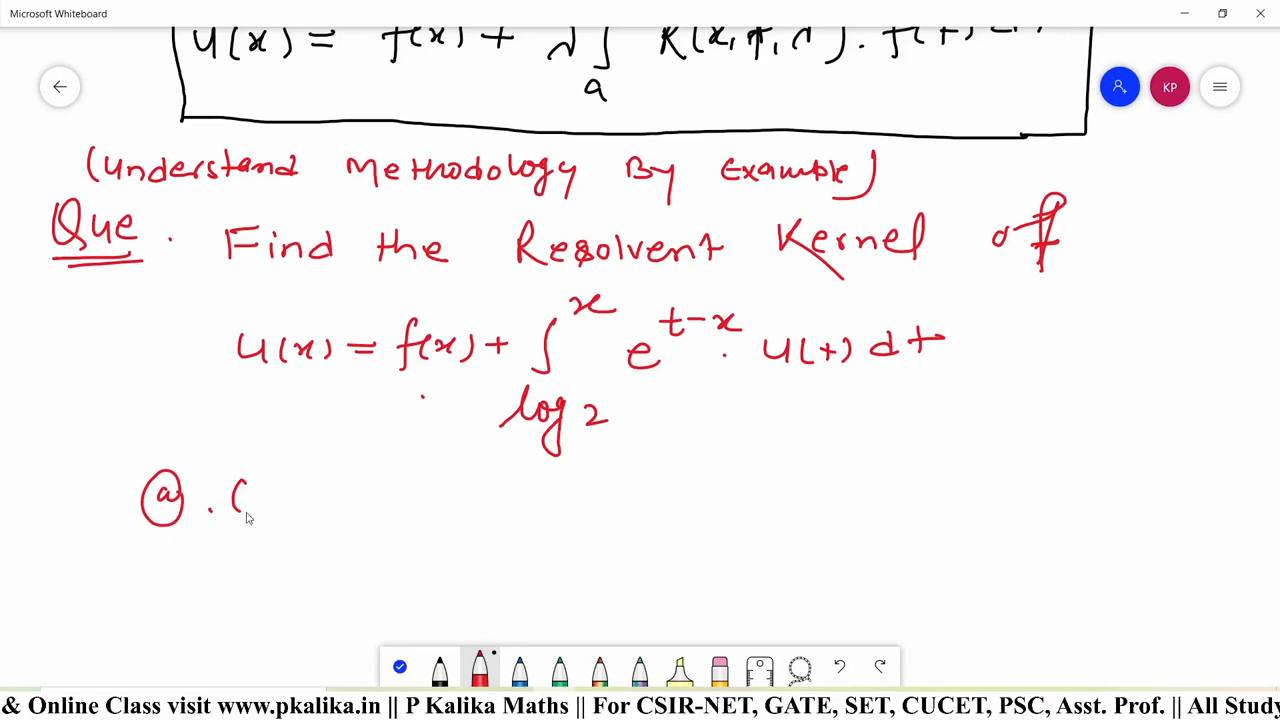 Microsoft Whiteboard
u(x) = f(x) + λ∫ K(x, t, λ) . f(t) dt
a
KP
(Understand Methodology By Example)
Que . Find the Resolvent Kernel of
u(x) = f(x) + ∫ˣ e^(t-x) . u(t) dt
log 2
(a) . (
& Online Class visit www.pkalika.in || P Kalika Maths || For CSIR-NET, GATE, SET, CUCET, PSC, Asst. Prof. || All Study